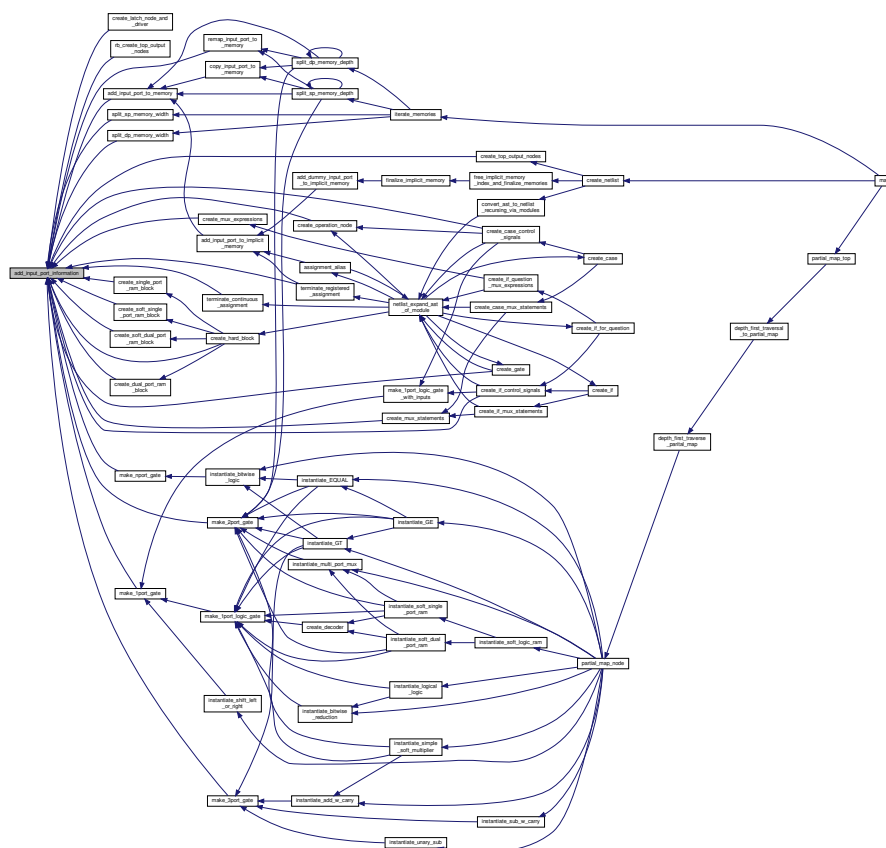 create_latch_node_and
_driver
rb_create_top_output
_nodes
remap_input_port_to
_memory
copy_input_port_to
_memory
split_dp_memory_depth
add_input_port_to_memory
split_sp_memory_depth
split_sp_memory_width
iterate_memories
split_dp_memory_width
create_top_output_nodes
add_dummy_input_port
_to_implicit_memory
finalize_implicit_memory
free_implicit_memory
_index_and_finalize_memories
create_netlist
convert_ast_to_netlist
_recursing_via_modules
create_mux_expressions
create_operation_node
create_case_control
_signals
add_input_port_to_implicit
_memory
create_case
partial_map_top
add_input_port_information
assignment_alias
create_single_port
_ram_block
terminate_registered
_assignment
create_if_question
_mux_expressions
terminate_continuous
_assignment
netlist_expand_ast
_of_module
create_case_mux_statements
create_soft_single
_port_ram_block
create_if_for_question
depth_first_traversal
_to_partial_map
create_soft_dual_port
_ram_block
create_hard_block
create_gate
create_dual_port_ram
_block
make_1port_logic_gate
_with_inputs
create_if_control_signals
create_if
create_mux_statements
create_if_mux_statements
depth_first_traverse
_partial_map
make_nport_gate
instantiate_bitwise
_logic
instantiate_EQUAL
make_2port_gate
instantiate_GE
instantiate_GT
instantiate_multi_port_mux
make_1port_gate
make_1port_logic_gate
instantiate_soft_single
_port_ram
create_decoder
instantiate_soft_dual
_port_ram
instantiate_soft_logic_ram
partial_map_node
instantiate_logical
_logic
instantiate_shift_left
_or_right
instantiate_bitwise
_reduction
instantiate_simple
_soft_multiplier
make_3port_gate
instantiate_add_w_carry
instantiate_sub_w_carry
instantiate_unary_sub